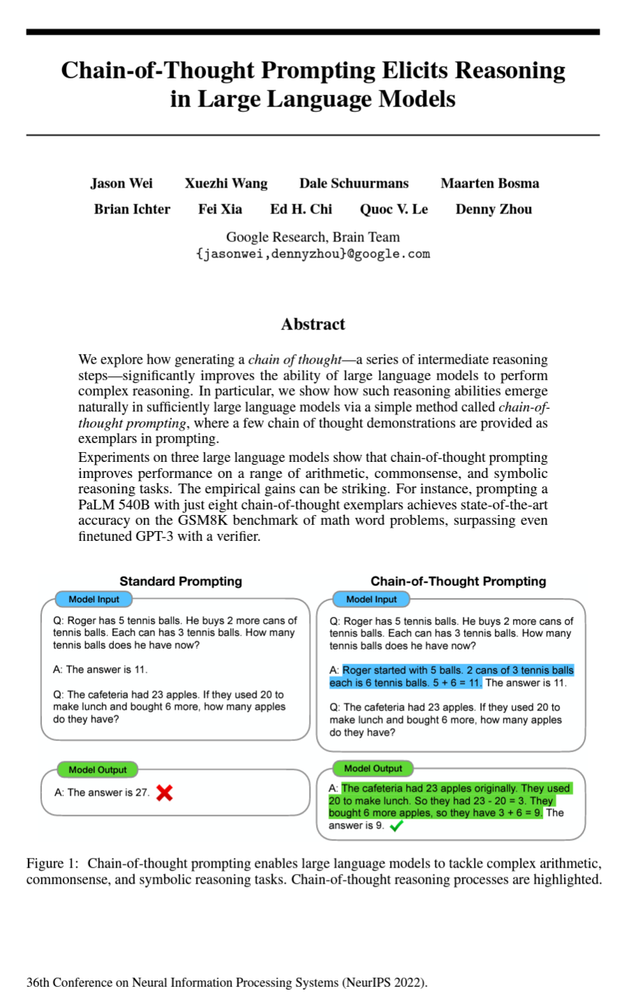 Chain-of-Thought Prompting Elicits Reasoning
in Large Language Models
Jason Wei Xuezhi Wang Dale Schuurmans Maarten Bosma
Brian Ichter Fei Xia Ed H. Chi Quoc V. Le Denny Zhou
Google Research, Brain Team
{jasonwei,dennyzhou}@google.com
Abstract
We explore how generating a chain of thought—a series of intermediate reasoning
steps—significantly improves the ability of large language models to perform
complex reasoning. In particular, we show how such reasoning abilities emerge
naturally in sufficiently large language models via a simple method called chain-of-
thought prompting, where a few chain of thought demonstrations are provided as
exemplars in prompting.
Experiments on three large language models show that chain-of-thought prompting
improves performance on a range of arithmetic, commonsense, and symbolic
reasoning tasks. The empirical gains can be striking. For instance, prompting a
PaLM 540B with just eight chain-of-thought exemplars achieves state-of-the-art
accuracy on the GSM8K benchmark of math word problems, surpassing even
finetuned GPT-3 with a verifier.
Standard Prompting
Model Input
Q: Roger has 5 tennis balls. He buys 2 more cans of
tennis balls. Each can has 3 tennis balls. How many
tennis balls does he have now?
A: The answer is 11.
Q: The cafeteria had 23 apples. If they used 20 to
make lunch and bought 6 more, how many apples
do they have?
Model Output
A: The answer is 27.
Chain-of-Thought Prompting
Model Input
Q: Roger has 5 tennis balls. He buys 2 more cans of
tennis balls. Each can has 3 tennis balls. How many
tennis balls does he have now?
A: Roger started with 5 balls. 2 cans of 3 tennis balls
each is 6 tennis balls. 5 + 6 = 11. The answer is 11.
Q: The cafeteria had 23 apples. If they used 20 to
make lunch and bought 6 more, how many apples
do they have?
Model Output
A: The cafeteria had 23 apples originally. They used
20 to make lunch. So they had 23 - 20 = 3. They
bought 6 more apples, so they have 3 + 6 = 9. The
answer is 9.
Figure 1: Chain-of-thought prompting enables large language models to tackle complex arithmetic,
commonsense, and symbolic reasoning tasks. Chain-of-thought reasoning processes are highlighted.
36th Conference on Neural Information Processing Systems (NeurIPS 2022).